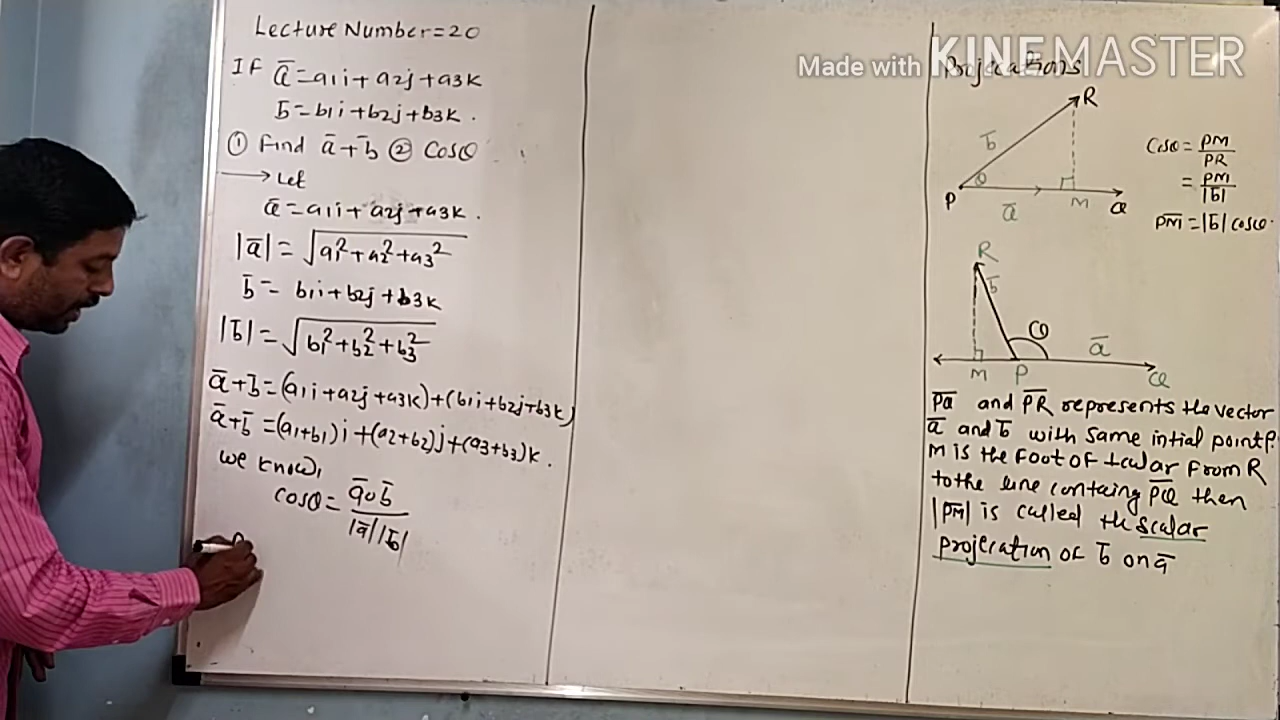 Lecture Number=20
If ā = a1i + a2j + a3k
b̄ = b1i + b2j + b3k.
① Find ā+b̄ ② Cosθ
→ Let
ā = a1i + a2j + a3k.
|ā| = √a1² + a2² + a3²
b̄ = b1i + b2j + b3k
|b̄| = √b1² + b2² + b3²
ā+b̄ = (a1i + a2j + a3k) + (b1i + b2j + b3k)
ā+b̄ = (a1+b1)i + (a2+b2)j + (a3+b3)k.
we know,
cosθ = ā∘b̄ / |ā||b̄|
Made with KINEMASTER
R
b̄
θ
P
ā
M
Q
Cosθ = PM / PR
= PM / |b̄|
PM = |b̄| cosθ.
R
b̄
θ
ā
M
P
Q
PQ and PR represents the vector
ā and b̄ with same intial point P.
M is the foot of ⊥cular from R
to the line containg PQ then
|PM| is called the scalar
projecation of b̄ on ā